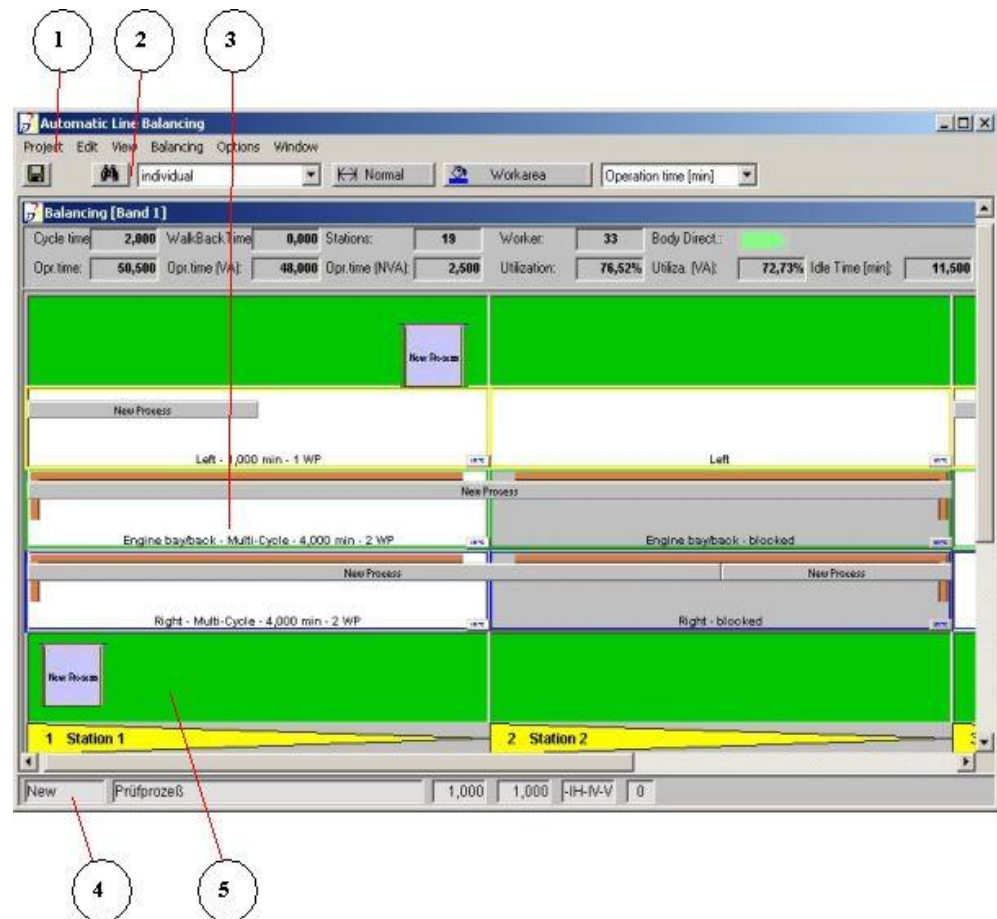 1 2 3
Automatic Line Balancing
Project Edit View Balancing Options Window
individual Normal Workarea Operation time [min]
Balancing [Band 1]
Cycle time 2,000 WalkBackTime 0,000 Stations: 19 Worker: 33 Body Direct.:
Opr.time: 50,500 Opr.time (VA): 48,000 Opr.time (NVA): 2,500 Utilization: 76,52% Utiliza. (VA): 72,73% Idle Time [min]: 11,500
New Process
New Process
Left - 1,000 min - 1 WP Left
New Process
Engine bay/back - Multi-Cycle - 4,000 min - 2 WP Engine bay/back - blocked
New Process New Process
Right - Multi-Cycle - 4,000 min - 2 WP Right - blocked
New Process
1 Station 1 2 Station 2 3
New Prüfprozeß 1,000 1,000 -IH-IV-V 0
4 5